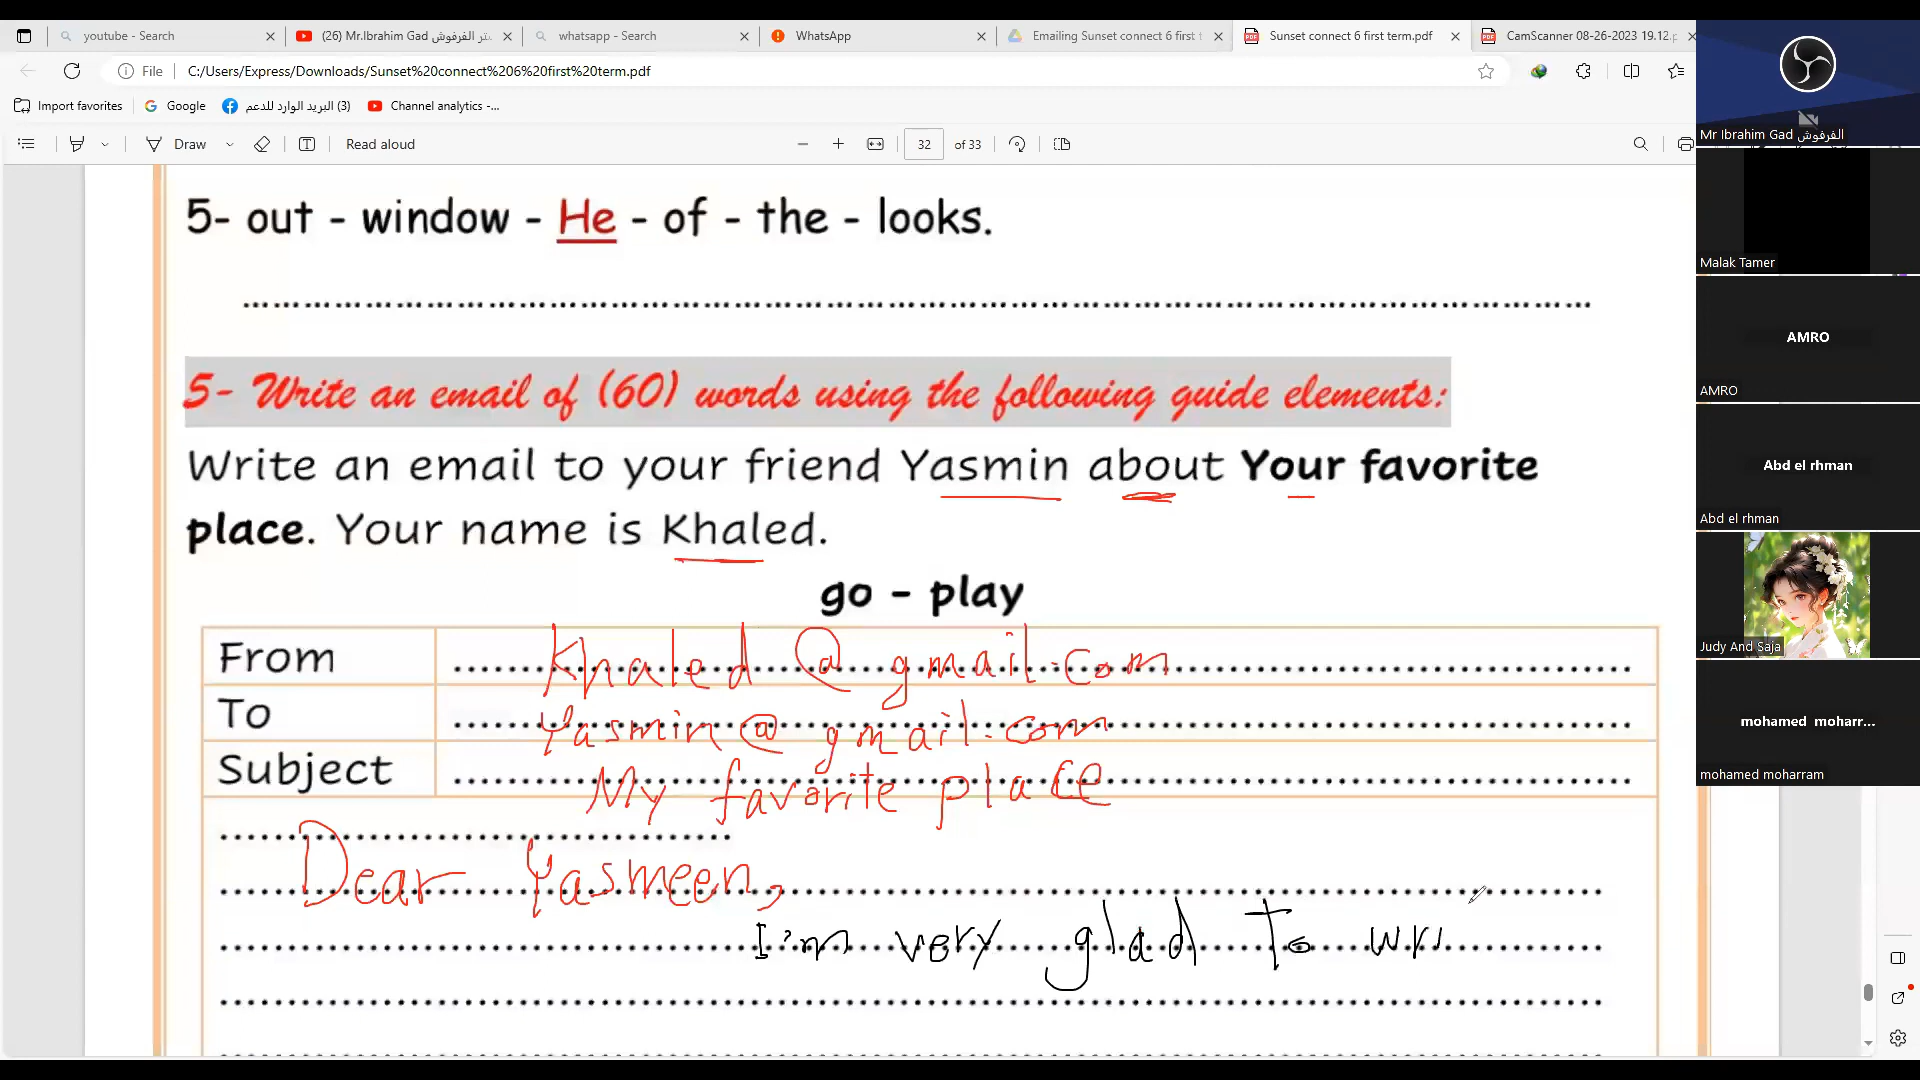 youtube - Search
(26) Mr.Ibrahim Gad مستر الفرفوش
whatsapp - Search
WhatsApp
Emailing Sunset connect 6 first
Sunset connect 6 first term.pdf
CamScanner 08-26-2023 19.12.p
File
C:/Users/Express/Downloads/Sunset%20connect%206%20first%20term.pdf
Import favorites
Google
(3) البريد الوارد للدعم
Channel analytics -...
Draw
Read aloud
32
of 33
5- out - window - He - of - the - looks.
5- Write an email of (60) words using the following guide elements:
Write an email to your friend Yasmin about Your favorite
place. Your name is Khaled.
go - play
From
Khaled @ gmail.com
To
Yasmin@ gmail.com
Subject
My favorite place
Dear Yasmeen,
I'm very glad to wri
Mr Ibrahim Gad الفرفوش
Malak Tamer
AMRO
AMRO
Abd el rhman
Abd el rhman
Judy And Saja
mohamed moharr...
mohamed moharram